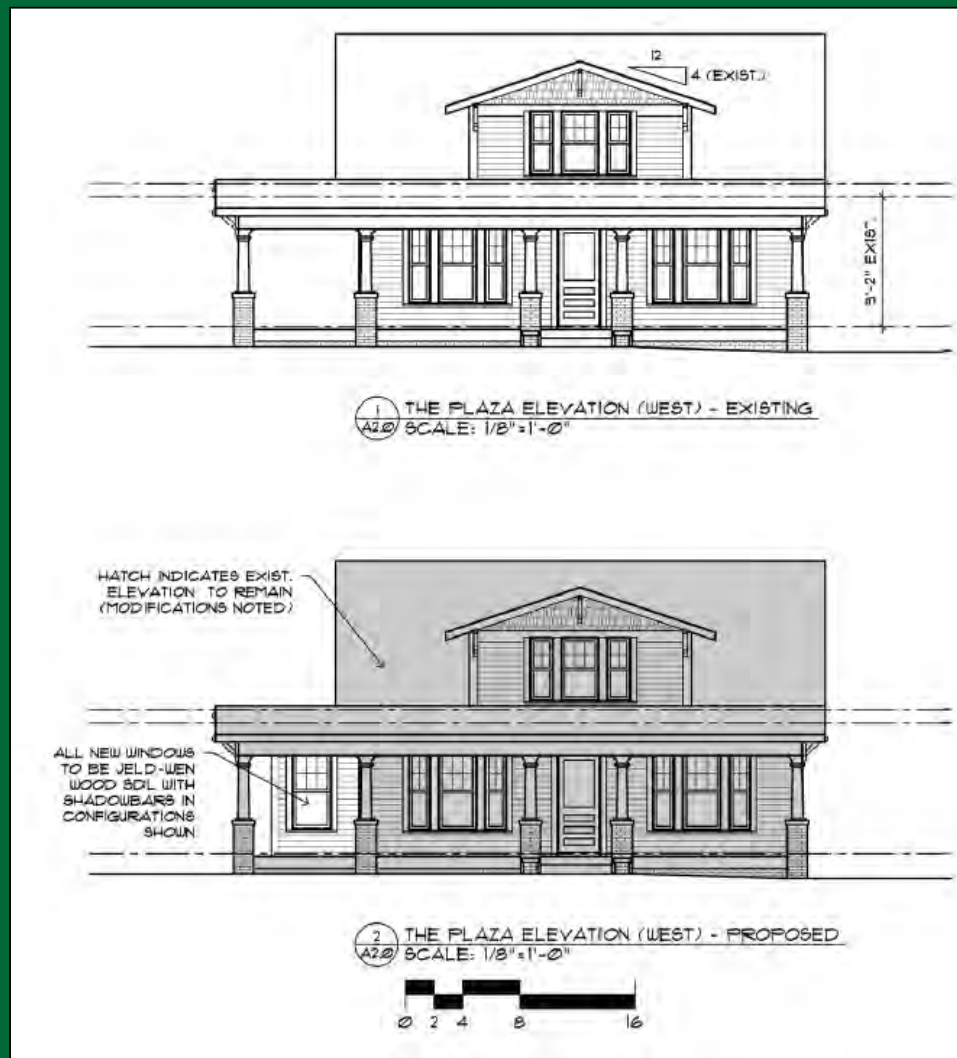 12
4 (EXIST.)
9'-2" EXIST.
1
A2.0
THE PLAZA ELEVATION (WEST) - EXISTING
SCALE: 1/8"=1'-0"
HATCH INDICATES EXIST.
ELEVATION TO REMAIN
(MODIFICATIONS NOTED)
ALL NEW WINDOWS
TO BE JELD-WEN
WOOD SDL WITH
SHADOWBARS IN
CONFIGURATIONS
SHOWN
2
A2.0
THE PLAZA ELEVATION (WEST) - PROPOSED
SCALE: 1/8"=1'-0"
0 2 4 8 16